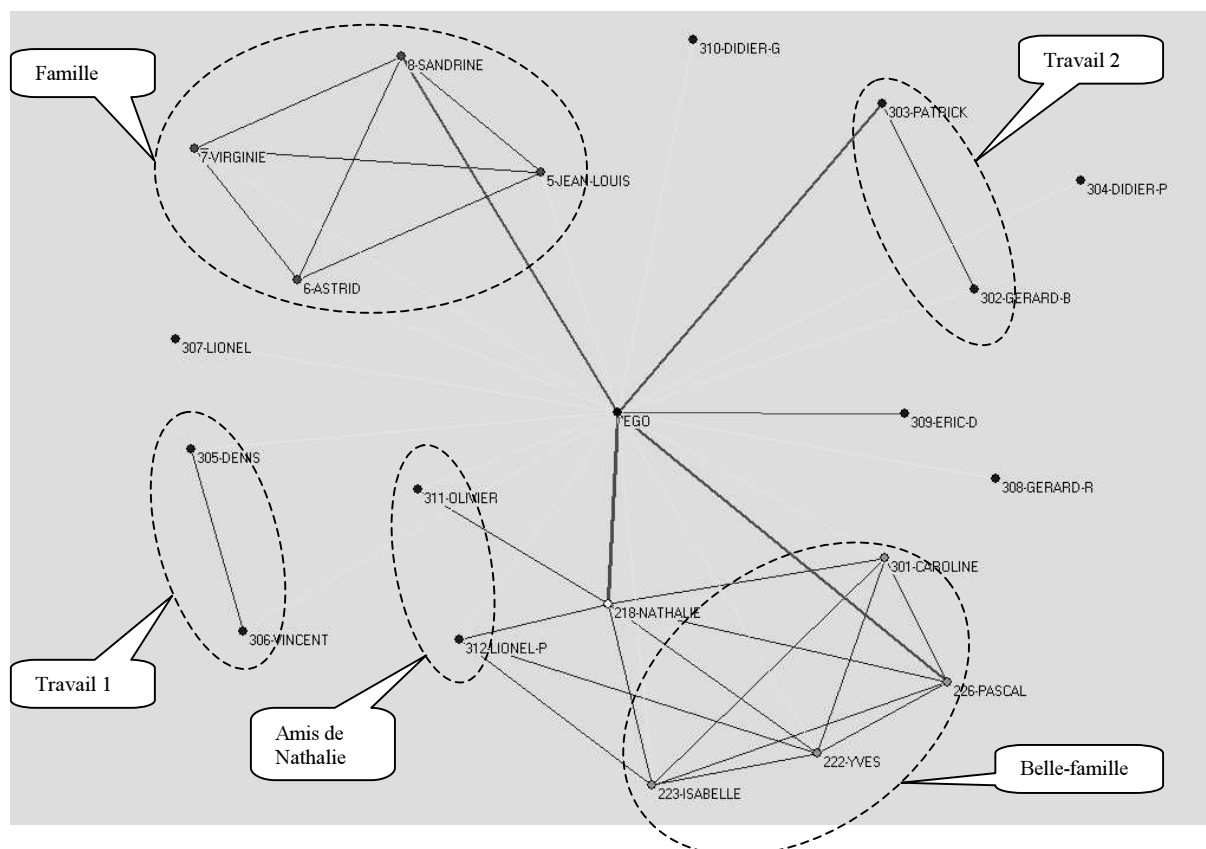 310-DIDIER-G
Travail 2
Famille
8-SANDRINE
303-PATRICK
7-VIRGINIE
5-JEAN-LOUIS
304-DIDIER-P
6-ASTRID
302-GERARD-B
307-LIONEL
EGO
309-ERIC-D
305-DENIS
308-GERARD-R
311-OLIVIER
301-CAROLINE
218-NATHALIE
306-VINCENT
312-LIONEL-P
Travail 1
226-PASCAL
Amis de
Nathalie
222-YVES
Belle-famille
223-ISABELLE